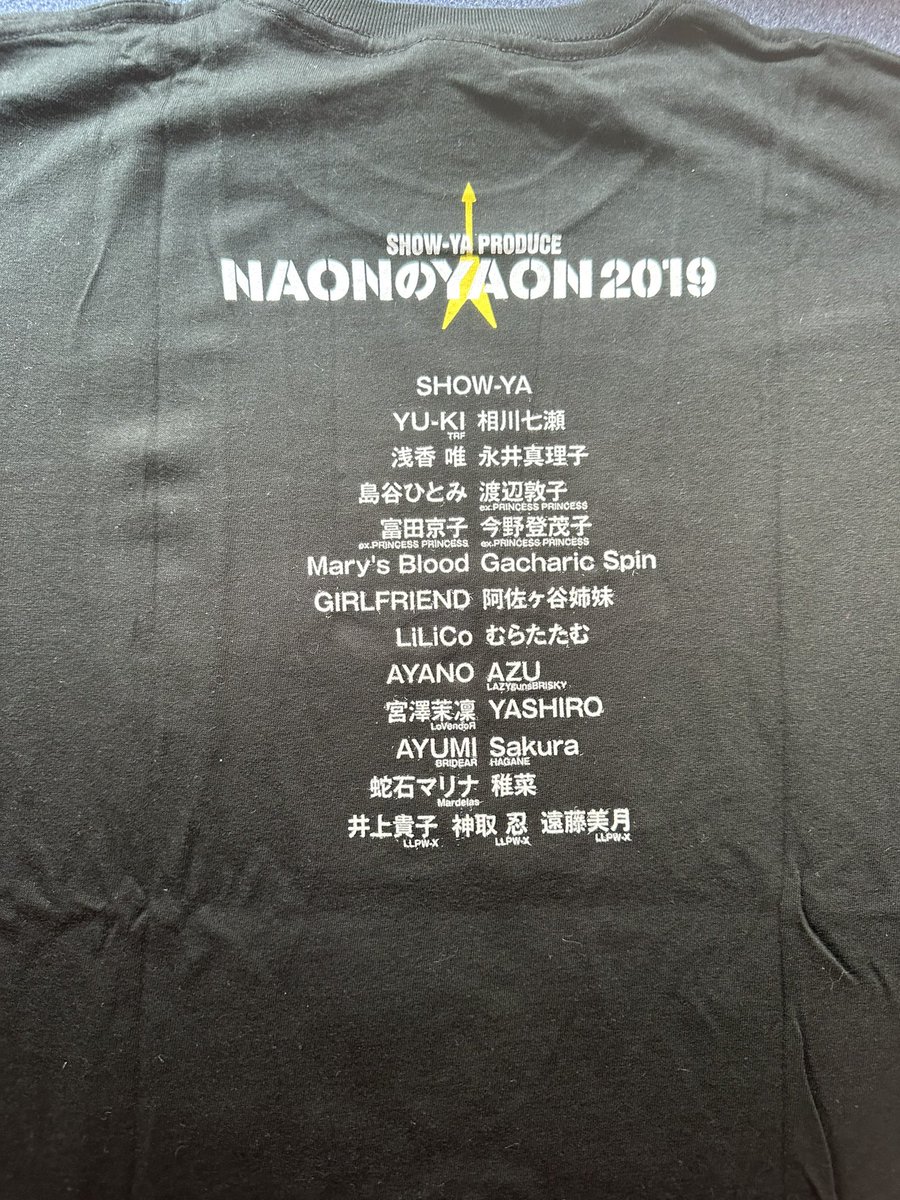 SHOW-YA PRODUCE
NAONのYAON 2019
SHOW-YA
YU-KI 相川七瀬
TRF
浅香 唯 永井真理子
島谷ひとみ 渡辺敦子
ex.PRINCESS PRINCESS
富田京子 今野登茂子
ex.PRINCESS PRINCESS ex.PRINCESS PRINCESS
Mary's Blood Gacharic Spin
GIRLFRIEND 阿佐ヶ谷姉妹
LiLiCo むらたたむ
AYANO AZU
LAZYgunsBRISKY
宮澤茉凛 YASHIRO
LoVendoЯ
AYUMI Sakura
BRIDEAR HAGANE
蛇石マリナ 稚菜
Mardelas
井上貴子 神取 忍 遠藤美月
LLPW-X LLPW-X LLPW-X